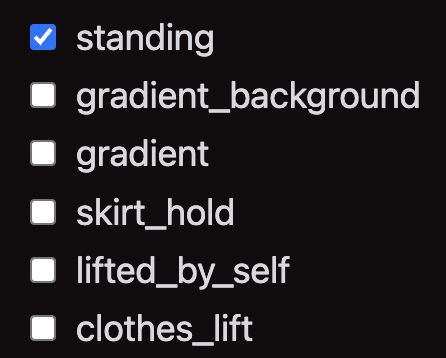 standing
gradient_background
gradient
skirt_hold
lifted_by_self
clothes_lift